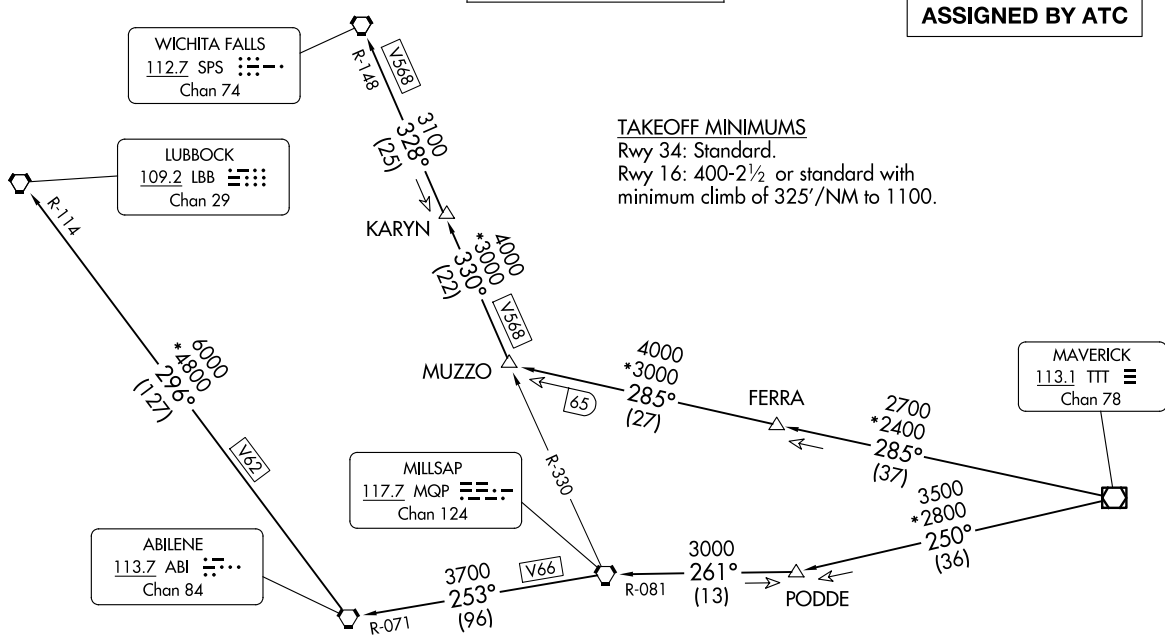 ASSIGNED BY ATC
WICHITA FALLS
112.7 SPS
Chan 74
R-148
V568
3100
328°
(25)
TAKEOFF MINIMUMS
Rwy 34: Standard.
Rwy 16: 400-2½ or standard with
minimum climb of 325'/NM to 1100.
LUBBOCK
109.2 LBB
Chan 29
R-114
KARYN
4000
*3000
330°
(22)
V568
6000
*4800
296°
(127)
V62
MUZZO
65
4000
*3000
285°
(27)
FERRA
2700
*2400
285°
(37)
MAVERICK
113.1 TTT
Chan 78
R-330
MILLSAP
117.7 MQP
Chan 124
3500
*2800
250°
(36)
ABILENE
113.7 ABI
Chan 84
R-071
3700
253°
(96)
V66
R-081
3000
261°
(13)
PODDE